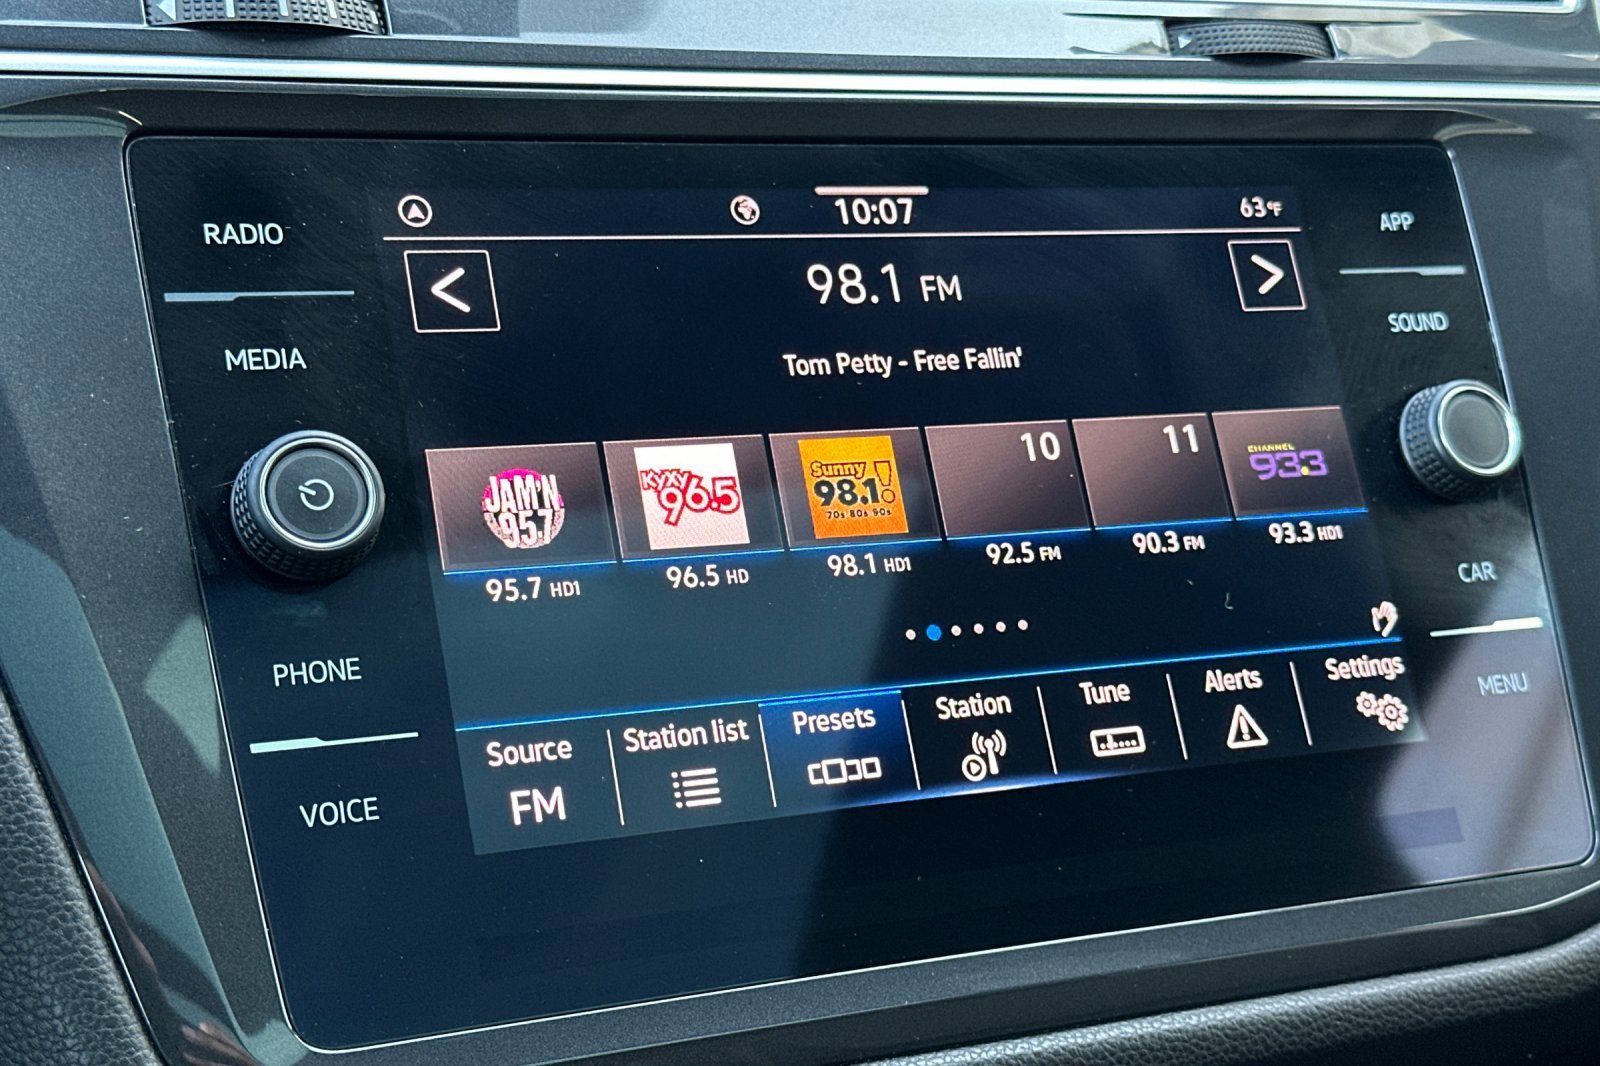 RADIO
MEDIA
PHONE
VOICE
10:07
63°F
98.1 FM
Tom Petty - Free Fallin'
JAM'N
95.7
95.7 HD1
KYXY
96.5
96.5 HD
Sunny
98.1!
70s 80s 90s
98.1 HD1
10
92.5 FM
11
90.3 FM
CHANNEL
933
93.3 HD1
Source
FM
Station list
Presets
Station
Tune
Alerts
Settings
APP
SOUND
CAR
MENU